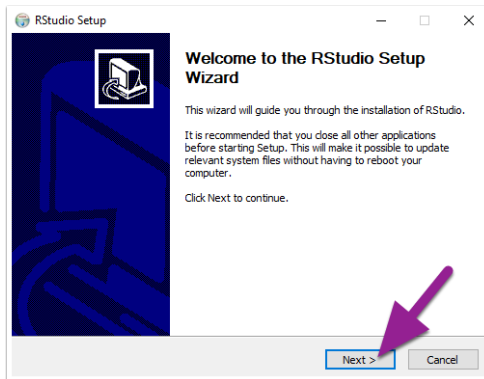 RStudio Setup
Welcome to the RStudio Setup
Wizard
This wizard will guide you through the installation of RStudio.
It is recommended that you close all other applications
before starting Setup. This will make it possible to update
relevant system files without having to reboot your
computer.
Click Next to continue.
Next >
Cancel